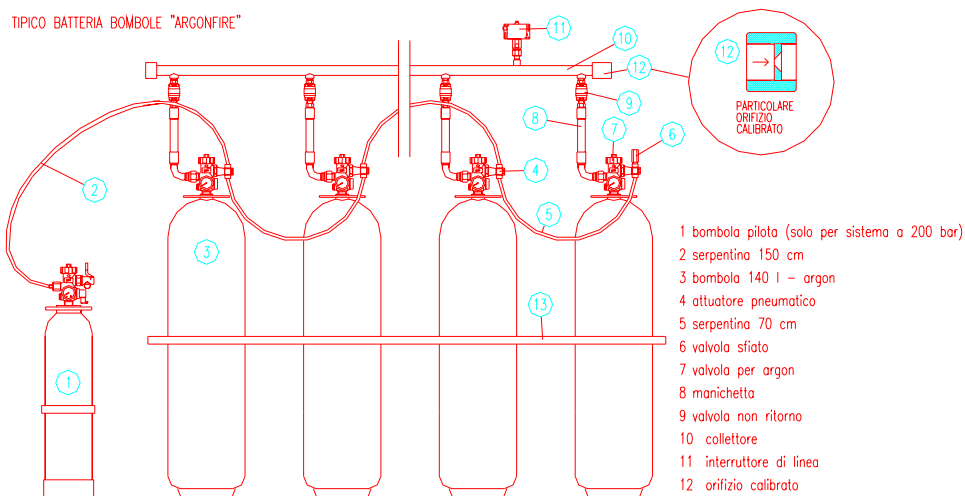 TIPICO BATTERIA BOMBOLE "ARGONFIRE"
11
10
12
12
PARTICOLARE
ORIFIZIO
CALIBRATO
9
8
7
6
2
4
5
3
13
1
1 bombola pilota (solo per sistema a 200 bar)
2 serpentina 150 cm
3 bombola 140 l – argon
4 attuatore pneumatico
5 serpentina 70 cm
6 valvola sfiato
7 valvola per argon
8 manichetta
9 valvola non ritorno
10 collettore
11 interruttore di linea
12 orifizio calibrato